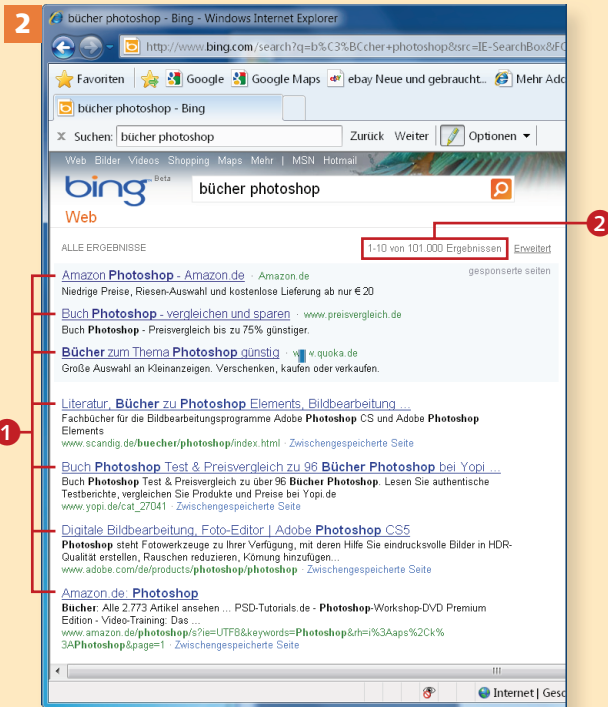 2
bücher photoshop - Bing - Windows Internet Explorer
http://www.bing.com/search?q=b%C3%BCcher+photoshop&src=IE-SearchBox&FO
Favoriten Google Google Maps ebay Neue und gebraucht... Mehr Add
bücher photoshop - Bing
x Suchen: bücher photoshop Zurück Weiter Optionen
Web Bilder Videos Shopping Maps Mehr | MSN Hotmail
bing Beta bücher photoshop
Web
2
ALLE ERGEBNISSE 1-10 von 101.000 Ergebnissen Erweitert
gesponserte seiten
Amazon Photoshop - Amazon.de · Amazon.de
Niedrige Preise, Riesen-Auswahl und kostenlose Lieferung ab nur € 20
Buch Photoshop - vergleichen und sparen · www.preisvergleich.de
Buch Photoshop - Preisvergleich bis zu 75% günstiger.
Bücher zum Thema Photoshop günstig · www.quoka.de
Große Auswahl an Kleinanzeigen. Verschenken, kaufen oder verkaufen.
Literatur, Bücher zu Photoshop Elements, Bildbearbeitung ...
Fachbücher für die Bildbearbeitungsprogramme Adobe Photoshop CS und Adobe Photoshop
Elements
www.scandig.de/buecher/photoshop/index.html · Zwischengespeicherte Seite
1
Buch Photoshop Test & Preisvergleich zu 96 Bücher Photoshop bei Yopi ...
Buch Photoshop Test & Preisvergleich zu über 96 Bücher Photoshop. Lesen Sie authentische
Testberichte, vergleichen Sie Produkte und Preise bei Yopi.de
www.yopi.de/cat_27041 · Zwischengespeicherte Seite
Digitale Bildbearbeitung, Foto-Editor | Adobe Photoshop CS5
Photoshop steht Fotowerkzeuge zu Ihrer Verfügung, mit deren Hilfe Sie eindrucksvolle Bilder in HDR-
Qualität erstellen, Rauschen reduzieren, Körnung hinzufügen...
www.adobe.com/de/products/photoshop/photoshop · Zwischengespeicherte Seite
Amazon.de: Photoshop
Bücher: Alle 2.773 Artikel ansehen ... PSD-Tutorials.de - Photoshop-Workshop-DVD Premium
Edition - Video-Training: Das ...
www.amazon.de/photoshop/s?ie=UTF8&keywords=Photoshop&rh=i%3Aaps%2Ck%
3APhotoshop&page=1 · Zwischengespeicherte Seite
Internet | Gesc